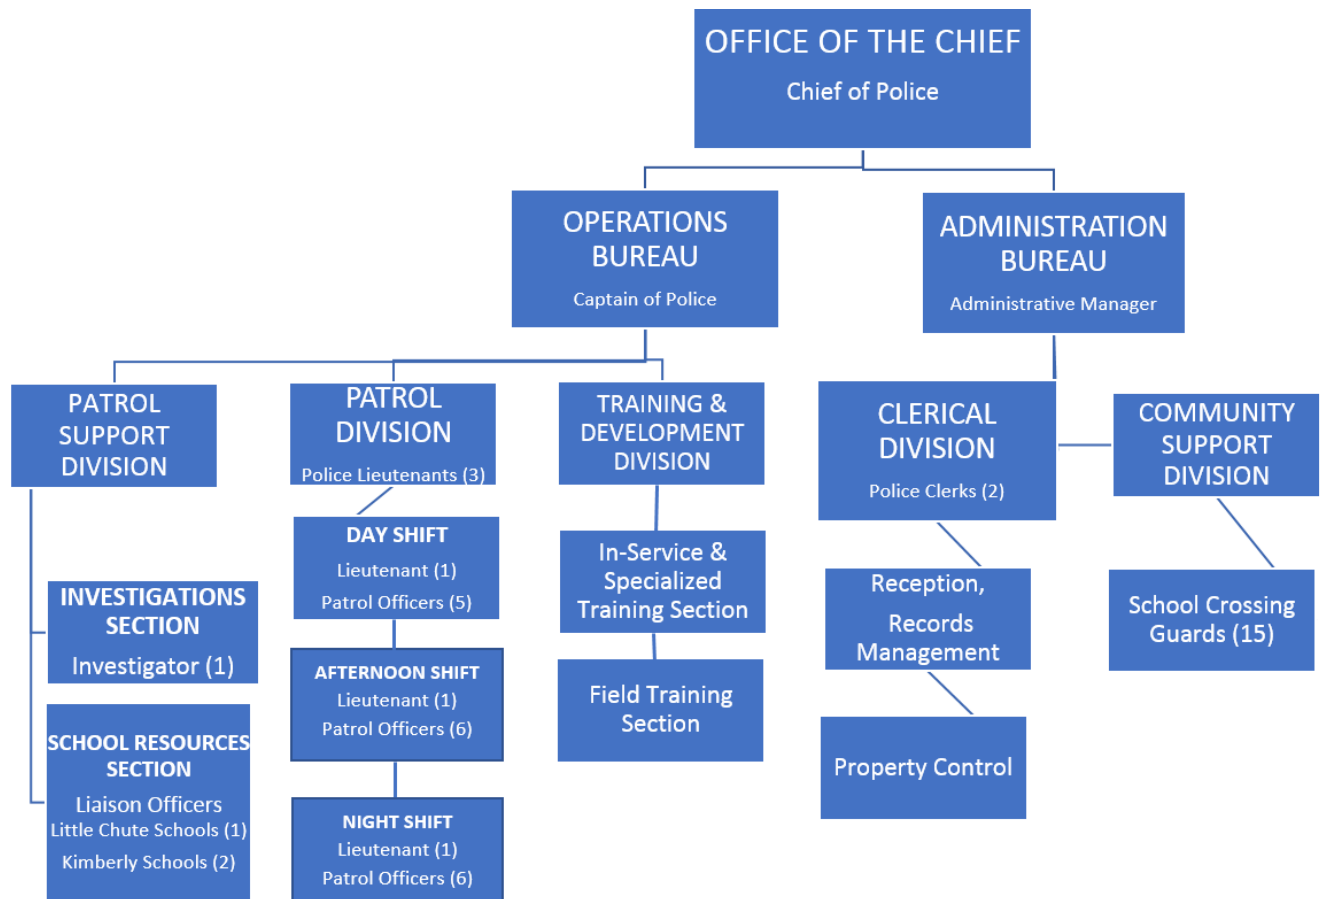 OFFICE OF THE CHIEF
Chief of Police
OPERATIONS
BUREAU
Captain of Police
ADMINISTRATION
BUREAU
Administrative Manager
PATROL
SUPPORT
DIVISION
INVESTIGATIONS
SECTION
Investigator (1)
SCHOOL RESOURCES
SECTION
Liaison Officers
Little Chute Schools (1)
Kimberly Schools (2)
PATROL
DIVISION
Police Lieutenants (3)
DAY SHIFT
Lieutenant (1)
Patrol Officers (5)
AFTERNOON SHIFT
Lieutenant (1)
Patrol Officers (6)
NIGHT SHIFT
Lieutenant (1)
Patrol Officers (6)
TRAINING &
DEVELOPMENT
DIVISION
In-Service &
Specialized
Training Section
Field Training
Section
CLERICAL
DIVISION
Police Clerks (2)
Reception,
Records
Management
Property Control
COMMUNITY
SUPPORT
DIVISION
School Crossing
Guards (15)